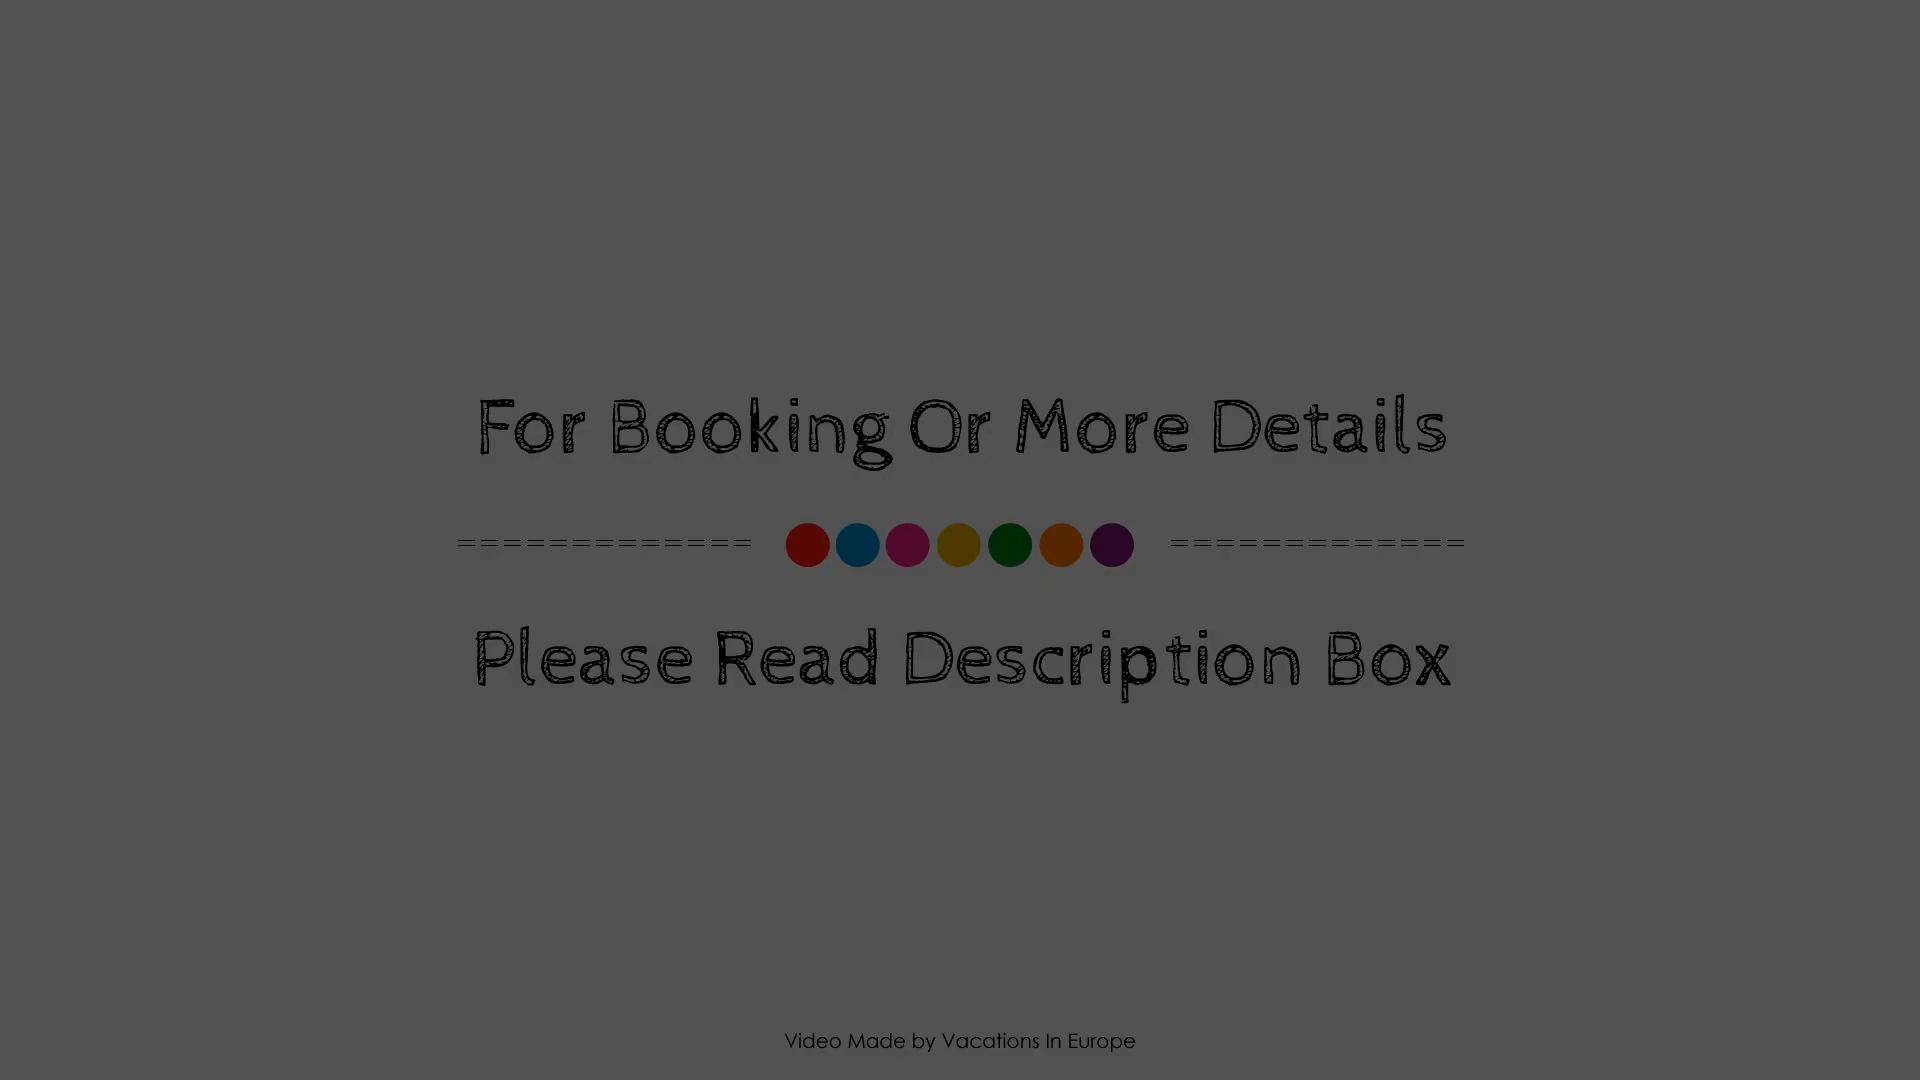 For Booking Or More Details
============= =============
Please Read Description Box
Video Made by Vacations In Europe